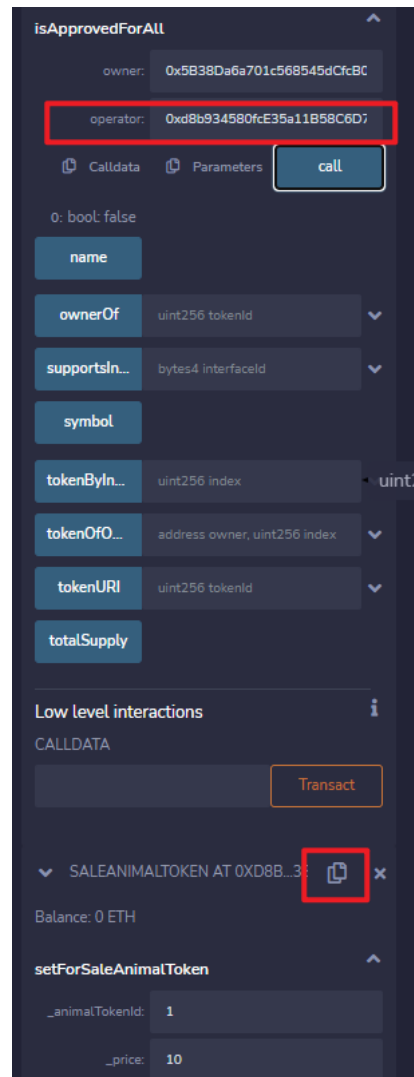 isApprovedForAll
owner: 0x5B38Da6a701c568545dCfcB0
operator: 0xd8b934580fcE35a11B58C6D7
Calldata Parameters call
0: bool: false
name
ownerOf uint256 tokenId
supportsIn... bytes4 interfaceId
symbol
tokenByIn... uint256 index uint2
tokenOfO... address owner, uint256 index
tokenURI uint256 tokenId
totalSupply
Low level interactions i
CALLDATA
Transact
SALEANIMALTOKEN AT 0XD8B...
Balance: 0 ETH
setForSaleAnimalToken
_animalTokenId: 1
_price: 10